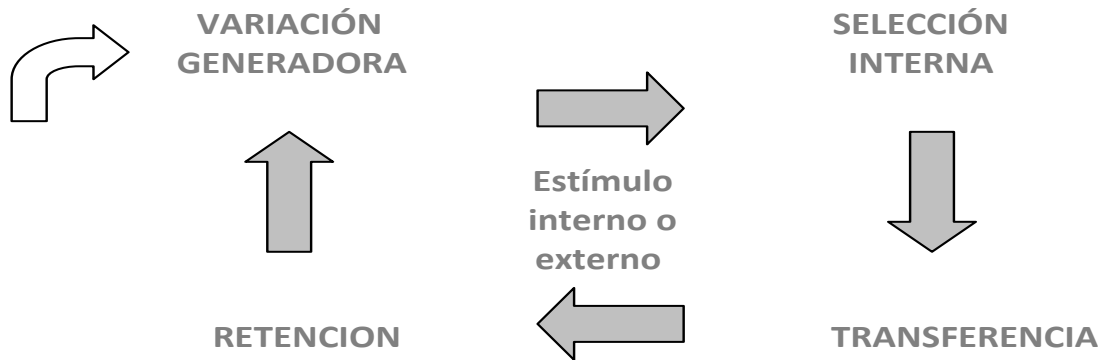 VARIACIÓN
GENERADORA
SELECCIÓN
INTERNA
Estímulo
interno o
externo
RETENCION
TRANSFERENCIA